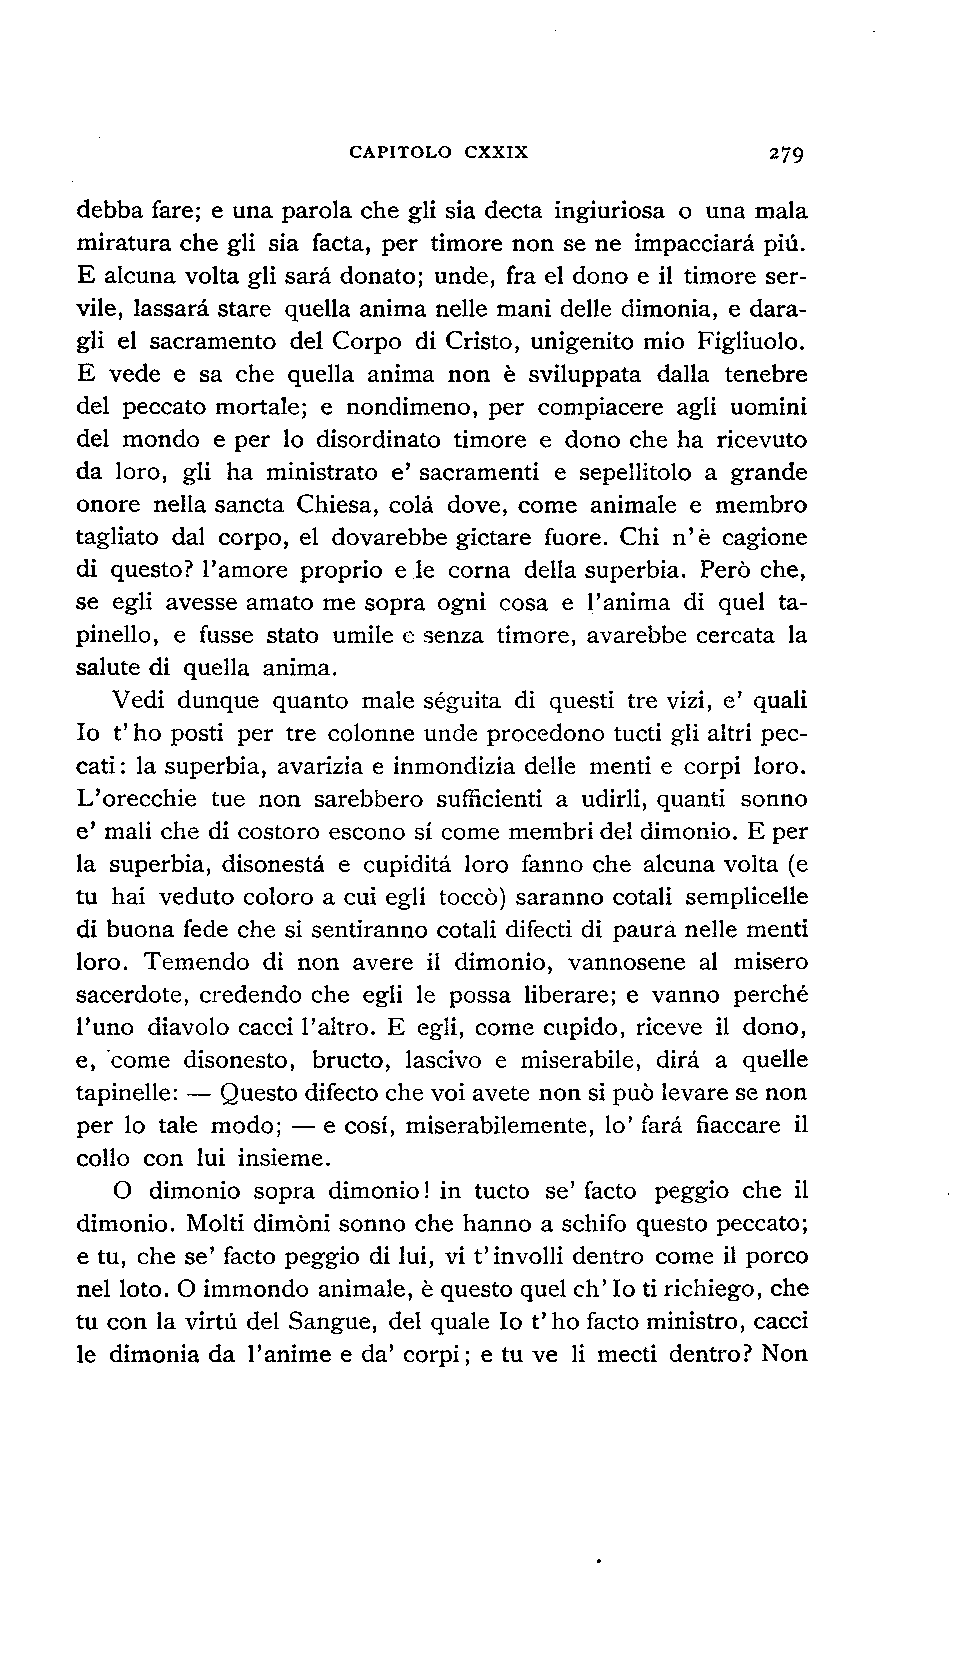 CAPITOLO CXXIX 279
debba fare; e una parola che gli sia decta ingiuriosa o una mala
miratura che gli sia facta, per timore non se ne impacciará piú.
E alcuna volta gli sará donato; unde, fra el dono e il timore ser-
vile, lassará stare quella anima nelle mani delle dimonia, e dara-
gli el sacramento del Corpo di Cristo, unigenito mio Figliuolo.
E vede e sa che quella anima non è sviluppata dalla tenebre
del peccato mortale; e nondimeno, per compiacere agli uomini
del mondo e per lo disordinato timore e dono che ha ricevuto
da loro, gli ha ministrato e' sacramenti e sepellitolo a grande
onore nella sancta Chiesa, colá dove, come animale e membro
tagliato dal corpo, el dovarebbe gictare fuore. Chi n'è cagione
di questo? l'amore proprio e le corna della superbia. Però che,
se egli avesse amato me sopra ogni cosa e l'anima di quel ta-
pinello, e fusse stato umile e senza timore, avarebbe cercata la
salute di quella anima.
Vedi dunque quanto male séguita di questi tre vizi, e' quali
Io t'ho posti per tre colonne unde procedono tucti gli altri pec-
cati: la superbia, avarizia e inmondizia delle menti e corpi loro.
L'orecchie tue non sarebbero sufficienti a udirli, quanti sonno
e' mali che di costoro escono sí come membri del dimonio. E per
la superbia, disonestá e cupiditá loro fanno che alcuna volta (e
tu hai veduto coloro a cui egli toccò) saranno cotali semplicelle
di buona fede che si sentiranno cotali difecti di paura nelle menti
loro. Temendo di non avere il dimonio, vannosene al misero
sacerdote, credendo che egli le possa liberare; e vanno perché
l'uno diavolo cacci l'altro. E egli, come cupido, riceve il dono,
e, come disonesto, bructo, lascivo e miserabile, dirá a quelle
tapinelle: — Questo difecto che voi avete non si può levare se non
per lo tale modo; — e cosí, miserabilemente, lo' fará fiaccare il
collo con lui insieme.
O dimonio sopra dimonio! in tucto se' facto peggio che il
dimonio. Molti dimòni sonno che hanno a schifo questo peccato;
e tu, che se' facto peggio di lui, vi t'involli dentro come il porco
nel loto. O immondo animale, è questo quel ch'Io ti richiego, che
tu con la virtú del Sangue, del quale Io t'ho facto ministro, cacci
le dimonia da l'anime e da' corpi; e tu ve li mecti dentro? Non